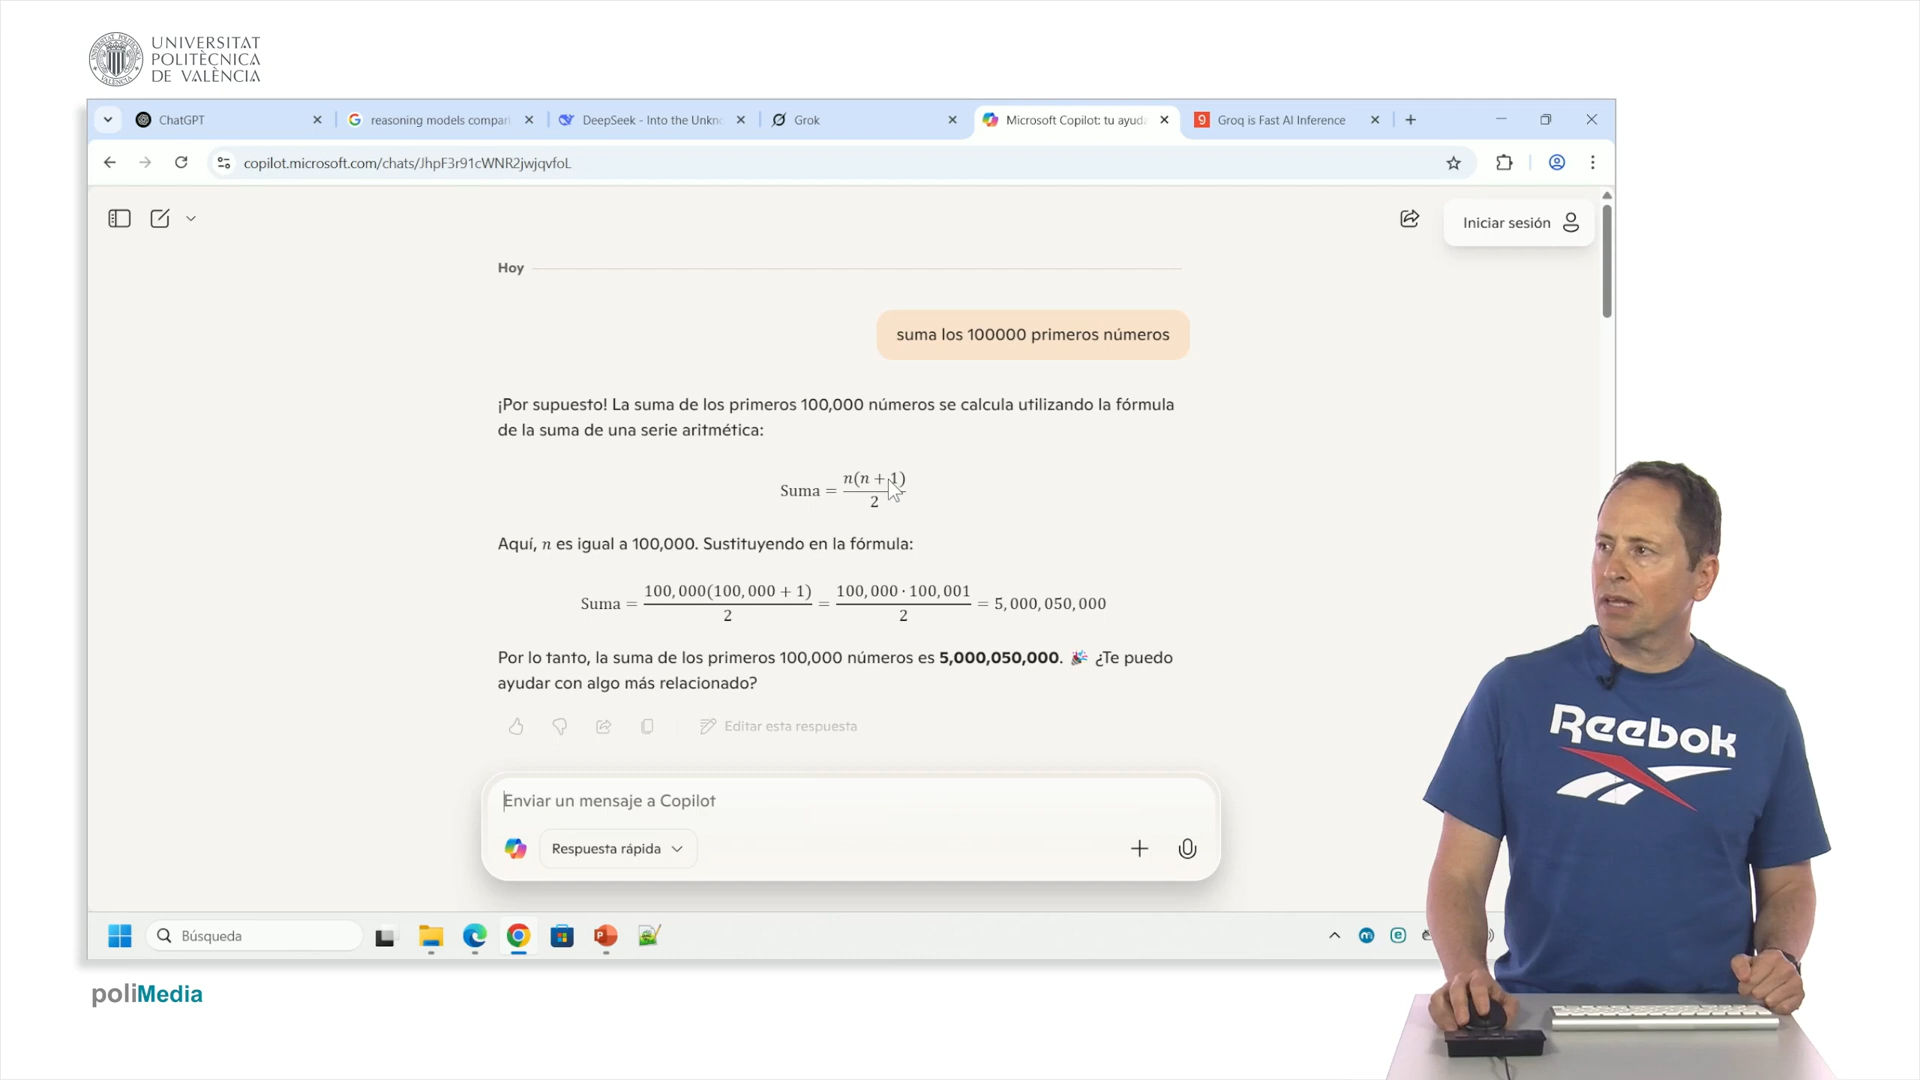 UNIVERSITAT
POLITÈCNICA
DE VALÈNCIA
ChatGPT
reasoning models compari
DeepSeek - Into the Unkno
Grok
Microsoft Copilot: tu ayuda
Groq is Fast AI Inference
copilot.microsoft.com/chats/JhpF3r91cWNR2jwjqvfoL
Iniciar sesión
Hoy
suma los 100000 primeros números
¡Por supuesto! La suma de los primeros 100,000 números se calcula utilizando la fórmula
de la suma de una serie aritmética:
Suma = n(n + 1) / 2
Aquí, n es igual a 100,000. Sustituyendo en la fórmula:
Suma = 100,000(100,000 + 1) / 2 = 100,000 · 100,001 / 2 = 5,000,050,000
Por lo tanto, la suma de los primeros 100,000 números es 5,000,050,000. 🎉 ¿Te puedo
ayudar con algo más relacionado?
Editar esta respuesta
Enviar un mensaje a Copilot
Respuesta rápida
Búsqueda
Reebok
poliMedia